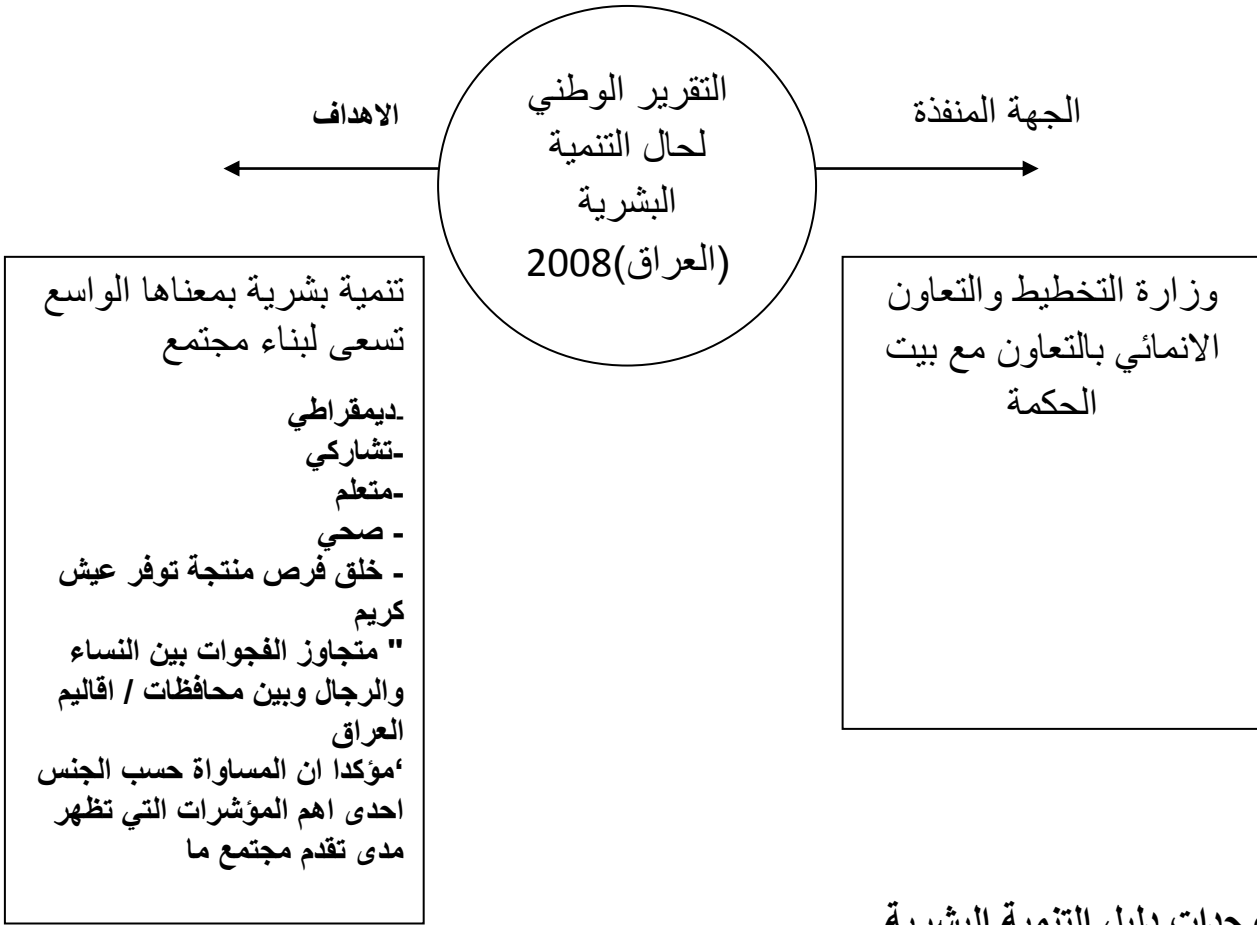 التقرير الوطني
لحال التنمية
البشرية
2008(العراق)
الجهة المنفذة
الاهداف
وزارة التخطيط والتعاون
الانمائي بالتعاون مع بيت
الحكمة
تنمية بشرية بمعناها الواسع
تسعى لبناء مجتمع
-ديمقراطي
-تشاركي
-متعلم
- صحي
- خلق فرص منتجة توفر عيش
كريم
" متجاوز الفجوات بين النساء
والرجال وبين محافظات / اقاليم
العراق
‘مؤكدا ان المساواة حسب الجنس
احدى اهم المؤشرات التي تظهر
مدى تقدم مجتمع ما
دليل التنمية البشرية